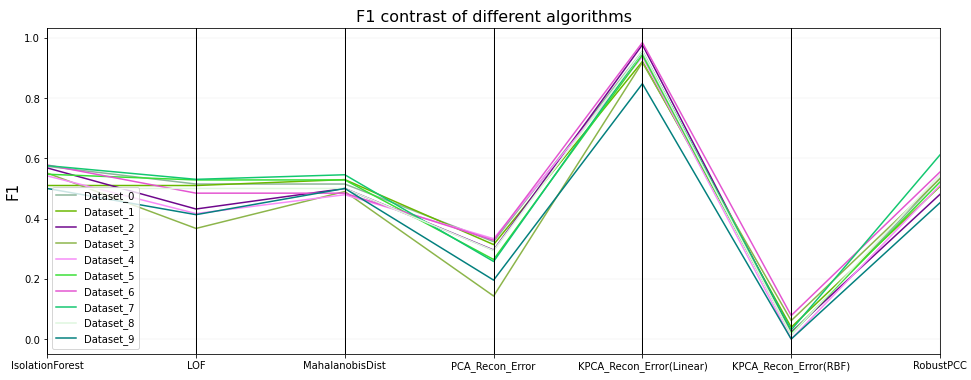 F1 contrast of different algorithms
F1
1.0
0.8
0.6
0.4
0.2
0.0
Dataset_0
Dataset_1
Dataset_2
Dataset_3
Dataset_4
Dataset_5
Dataset_6
Dataset_7
Dataset_8
Dataset_9
IsolationForest
LOF
MahalanobisDist
PCA_Recon_Error
KPCA_Recon_Error(Linear)
KPCA_Recon_Error(RBF)
RobustPCC